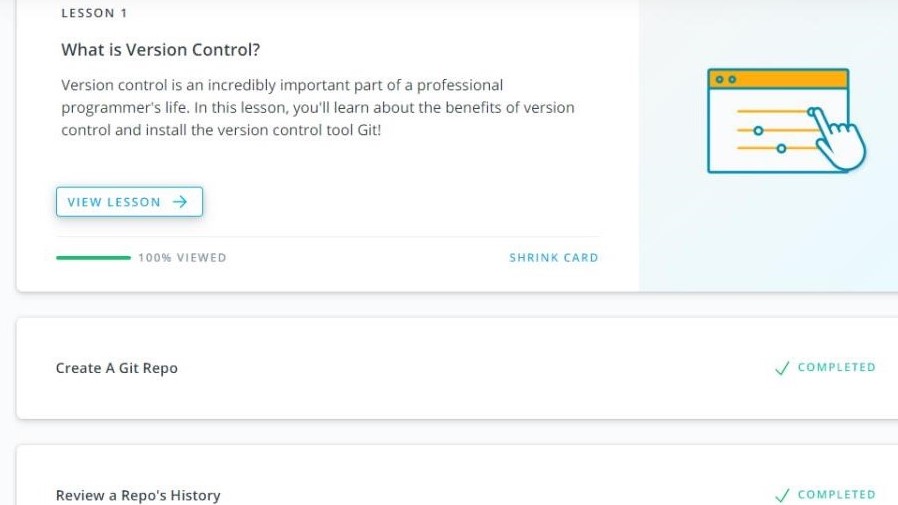 LESSON 1
What is Version Control?
Version control is an incredibly important part of a professional
programmer's life. In this lesson, you'll learn about the benefits of version
control and install the version control tool Git!
VIEW LESSON
100% VIEWED
SHRINK CARD
Create A Git Repo
COMPLETED
Review a Repo's History
COMPLETED